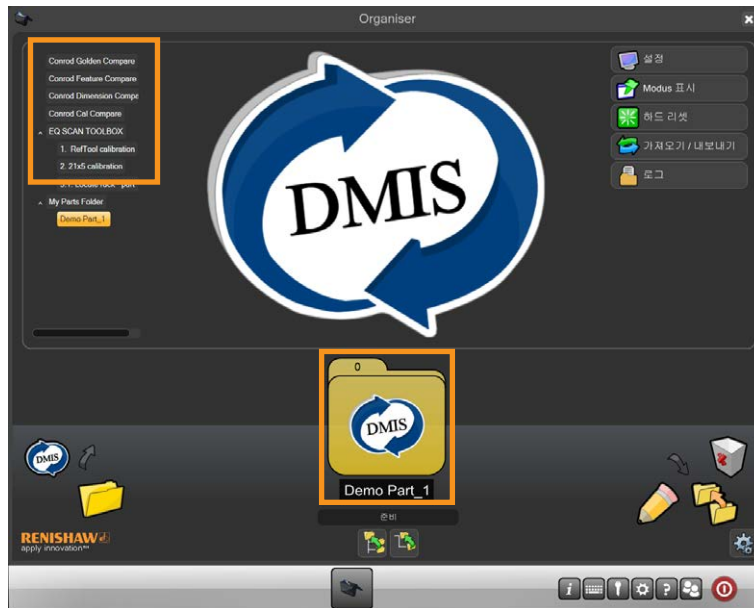 Organiser
Conrod Golden Compare
Conrod Feature Compare
Conrod Dimension Compa
Conrod Cal Compare
EQ SCAN TOOLBOX
1. RefTool calibration
2. 21x5 calibration
My Parts Folder
Demo Part_1
설정
Modus 표시
하드 리셋
가져오기 / 내보내기
로그
DMIS
0
DMIS
Demo Part_1
준비
DMIS
RENISHAW
apply innovation™